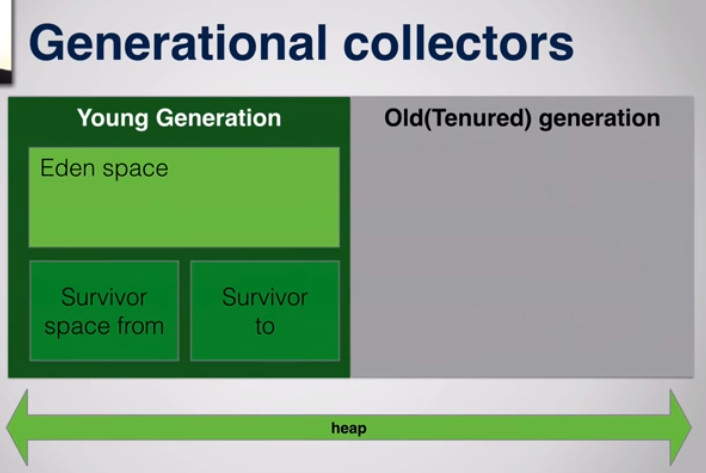 Generational collectors
Young Generation
Old(Tenured) generation
Eden space
Survivor
space from
Survivor
to
heap